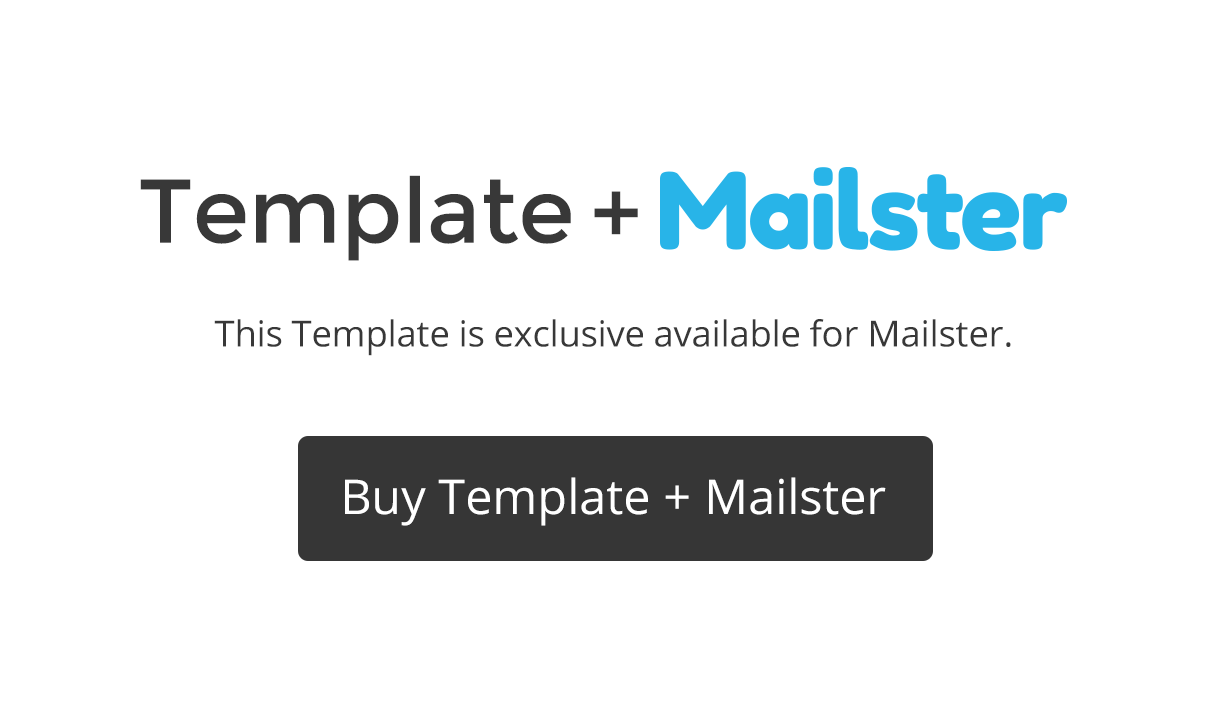 Template + Mailster
This Template is exclusive available for Mailster.
Buy Template + Mailster